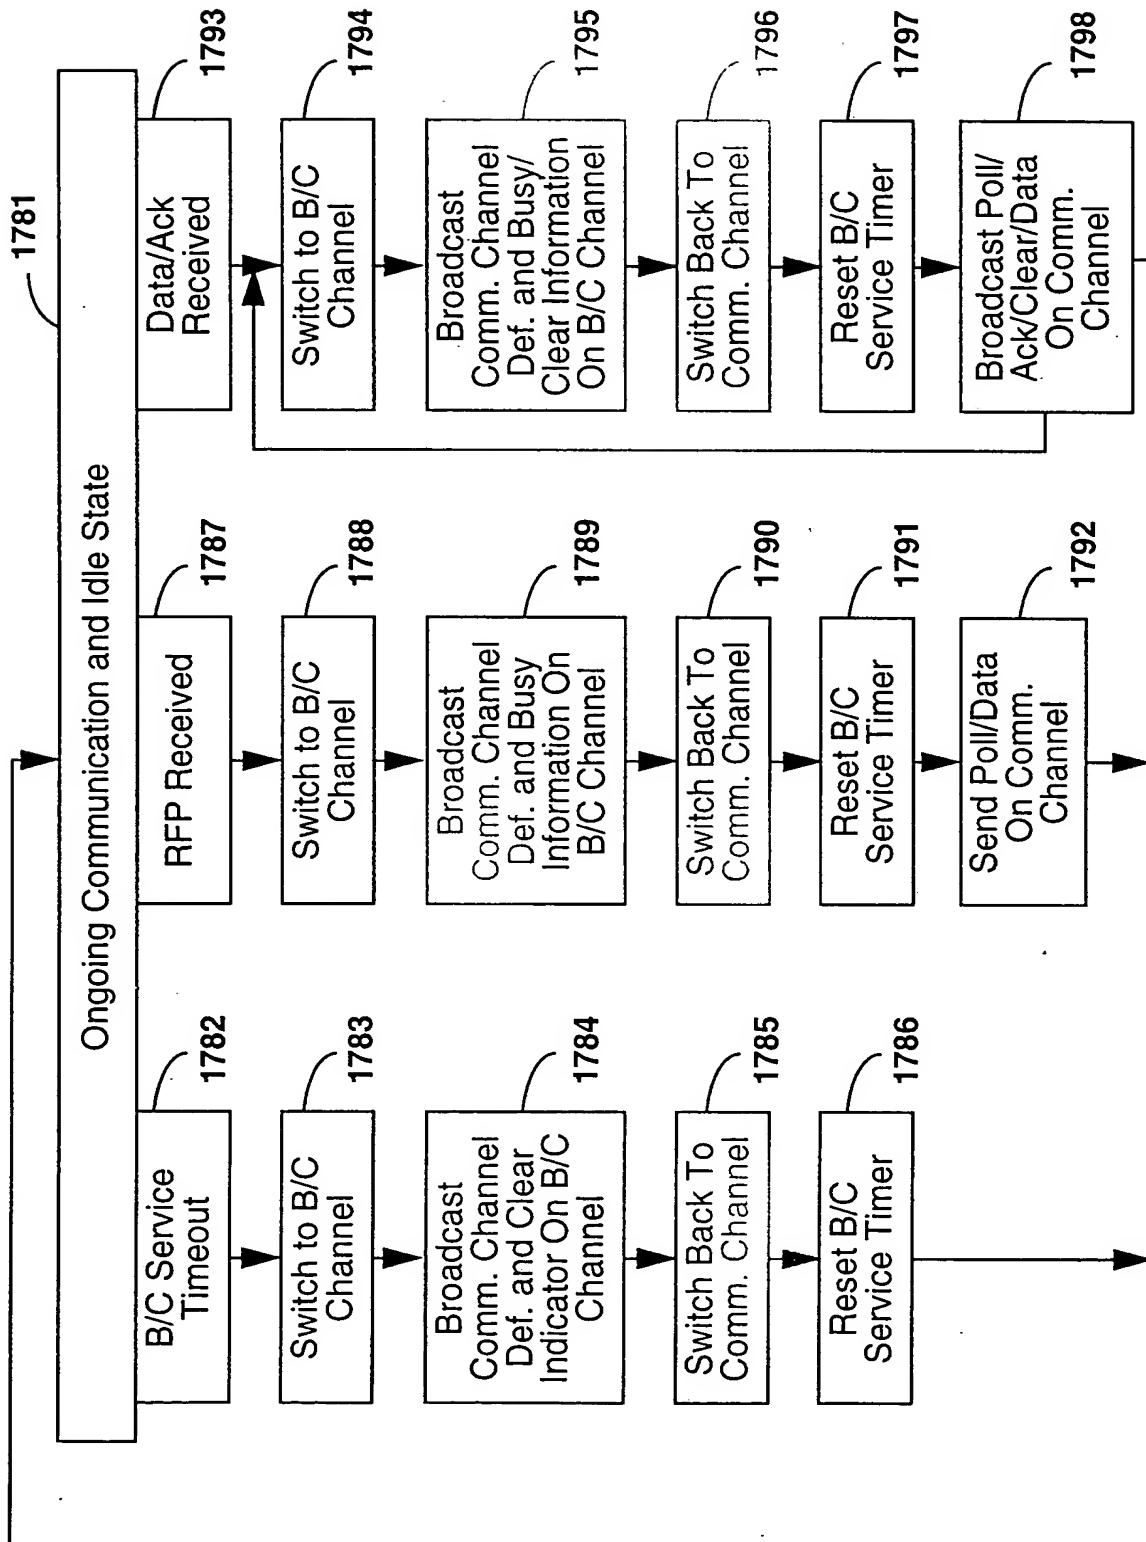 1781
Ongoing Communication and Idle State
B/C Service
Timeout
1782
Switch to B/C
Channel
1783
Broadcast
Comm. Channel
Def. and Clear
Indicator On B/C
Channel
1784
Switch Back To
Comm. Channel
1785
Reset B/C
Service Timer
1786
RFP Received
1787
Switch to B/C
Channel
1788
Broadcast
Comm. Channel
Def. and Busy
Information On
B/C Channel
1789
Switch Back To
Comm. Channel
1790
Reset B/C
Service Timer
1791
Send Poll/Data
On Comm.
Channel
1792
Data/Ack
Received
1793
Switch to B/C
Channel
1794
Broadcast
Comm. Channel
Def. and Busy/
Clear Information
On B/C Channel
1795
Switch Back To
Comm. Channel
1796
Reset B/C
Service Timer
1797
Broadcast Poll/
Ack/Clear/Data
On Comm.
Channel
1798